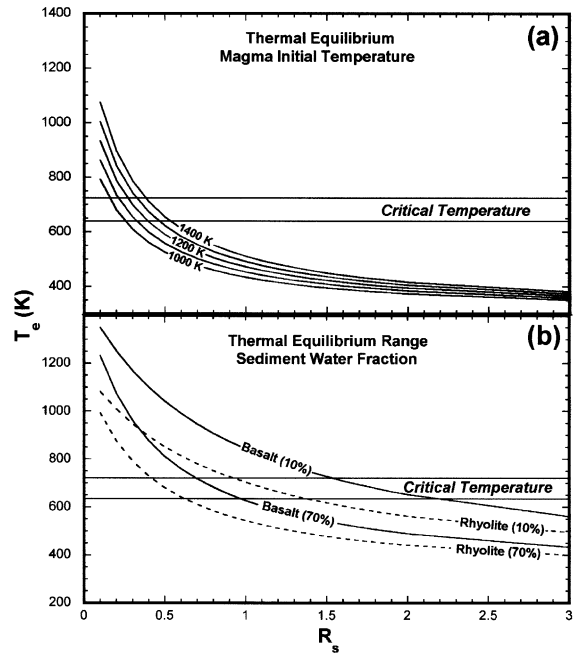 1400
1200
1000
800
600
400
Thermal Equilibrium
Magma Initial Temperature
(a)
Critical Temperature
1400 K
1200 K
1000 K
T_e (K)
1200
1000
800
600
400
200
Thermal Equilibrium Range
Sediment Water Fraction
(b)
Basalt (10%)
Critical Temperature
Basalt (70%)
Rhyolite (10%)
Rhyolite (70%)
0 0.5 1 1.5 2 2.5 3
R_s